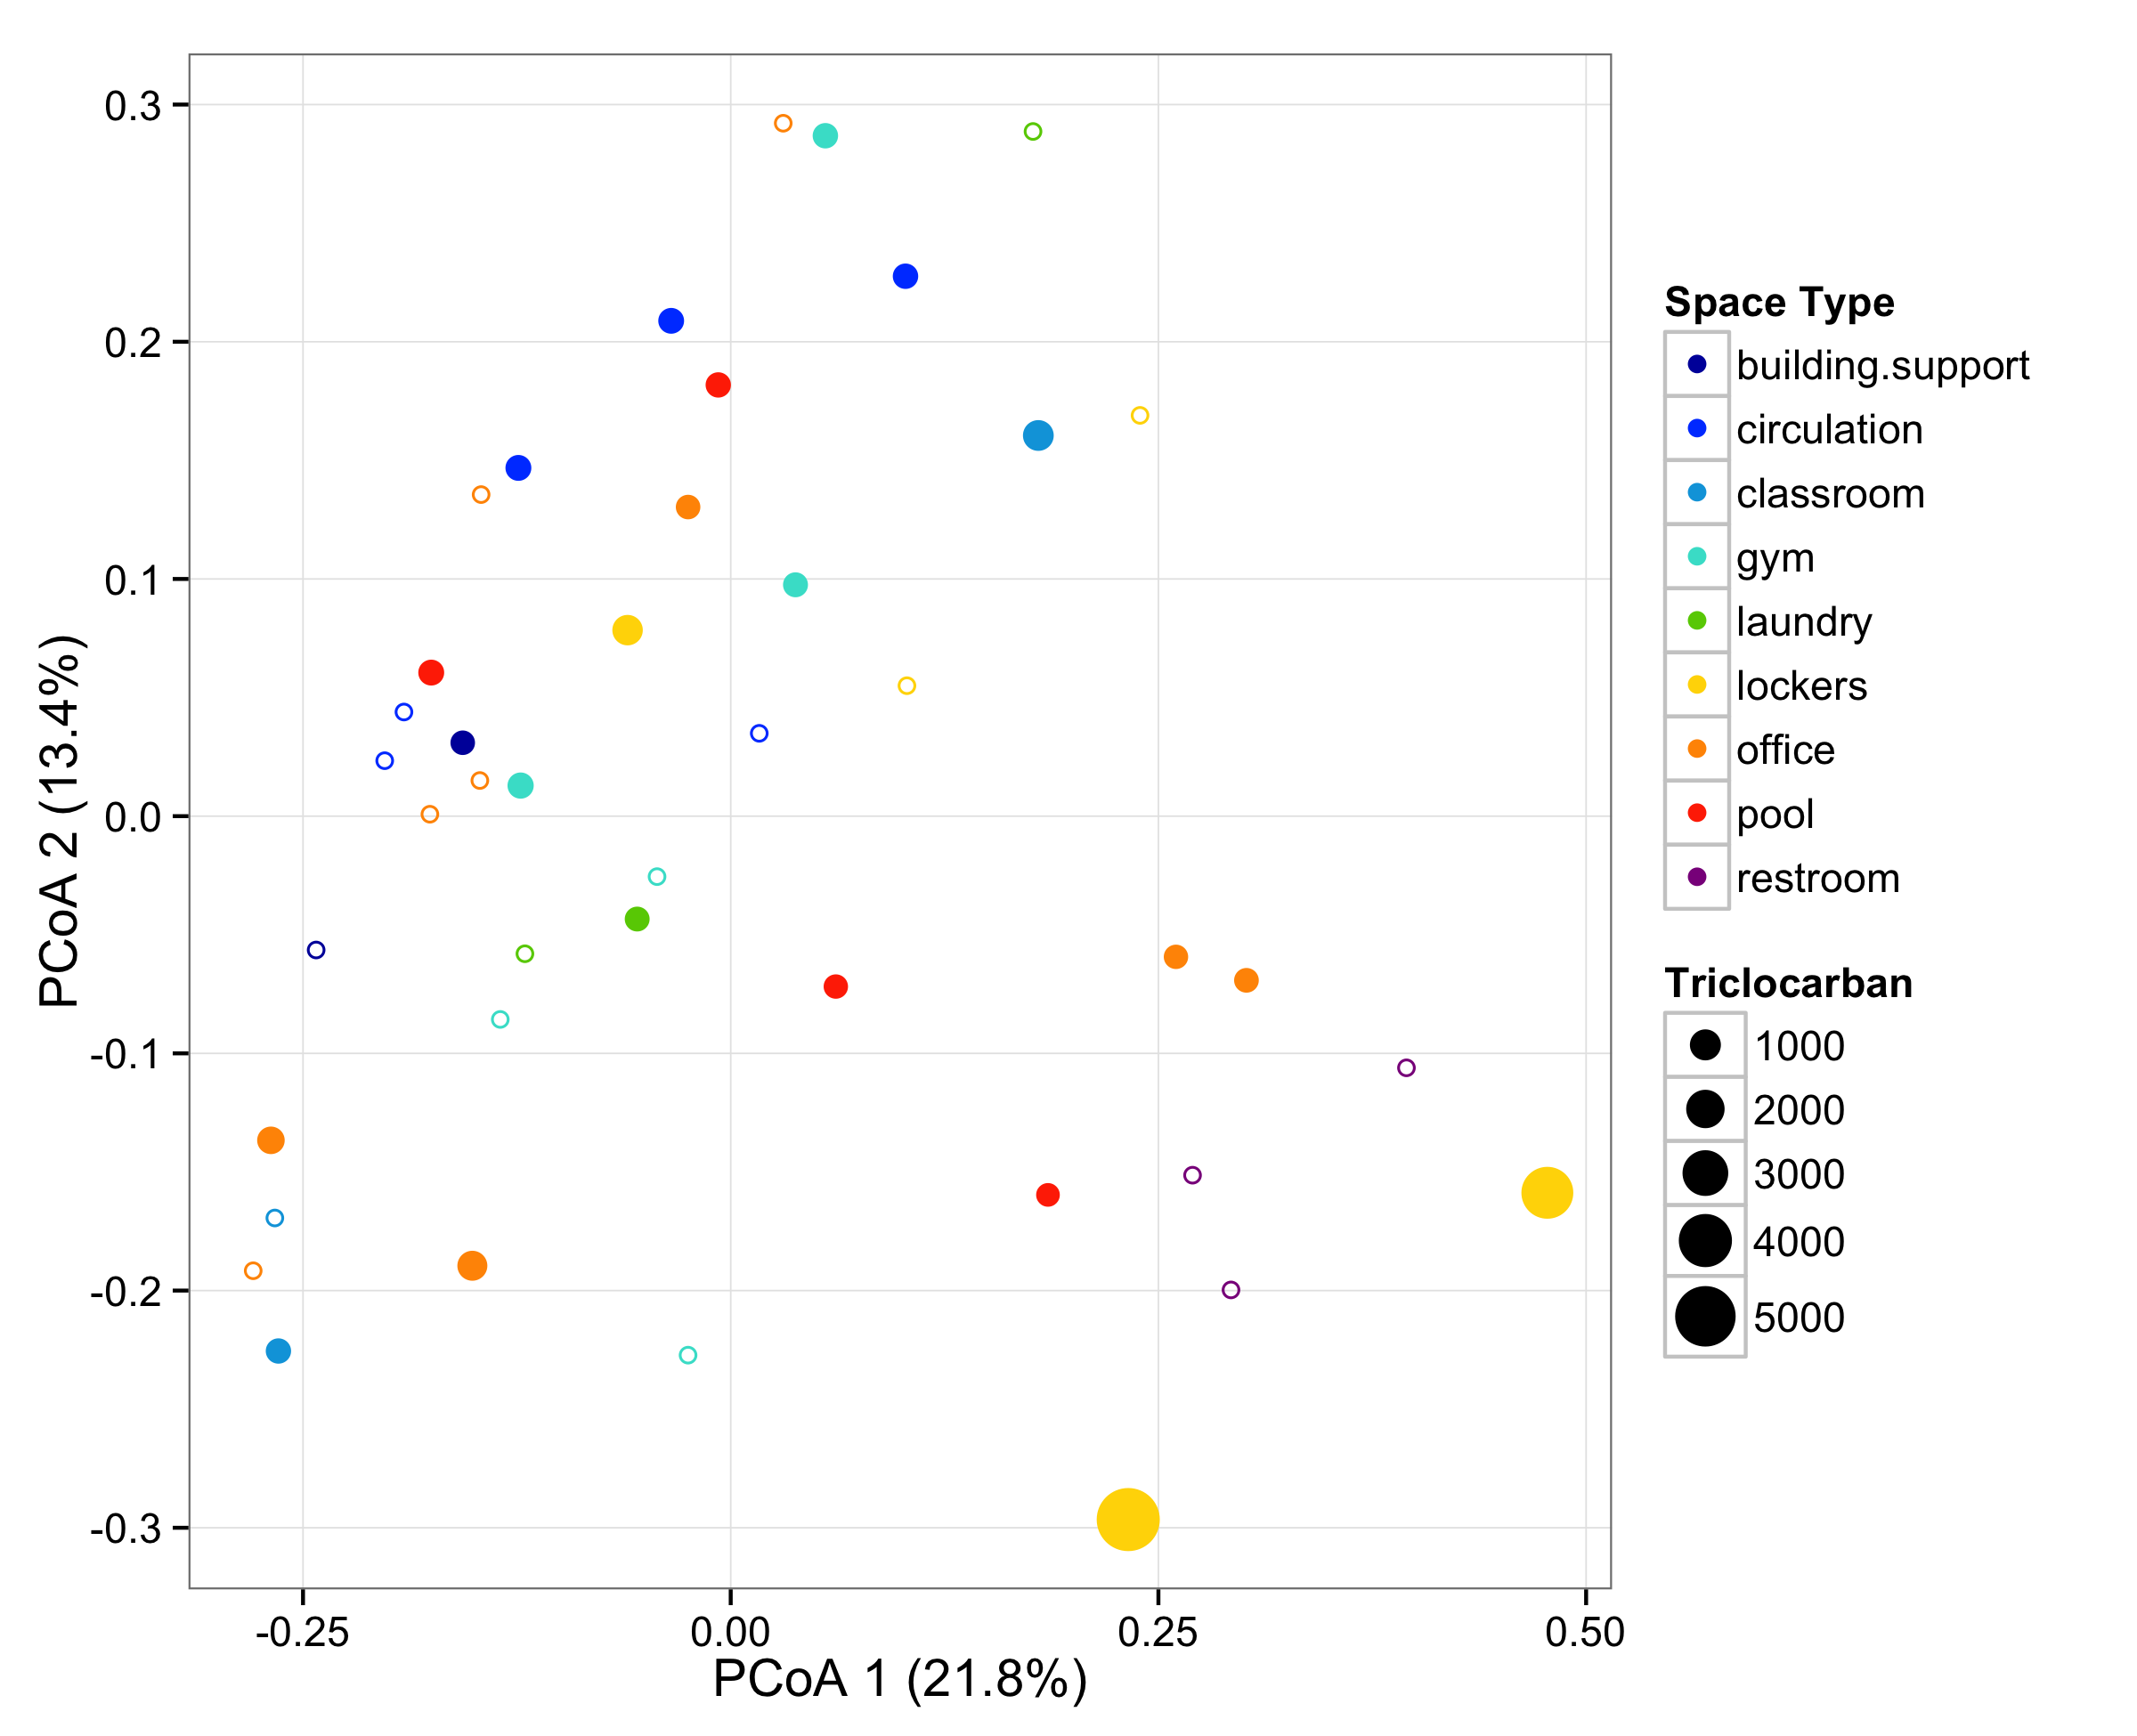 0.3
0.2
0.1
0.0
-0.1
-0.2
-0.3
PCoA 2 (13.4%)
-0.25
0.00
0.25
0.50
PCoA 1 (21.8%)
Space Type
building.support
circulation
classroom
gym
laundry
lockers
office
pool
restroom
Triclocarban
1000
2000
3000
4000
5000